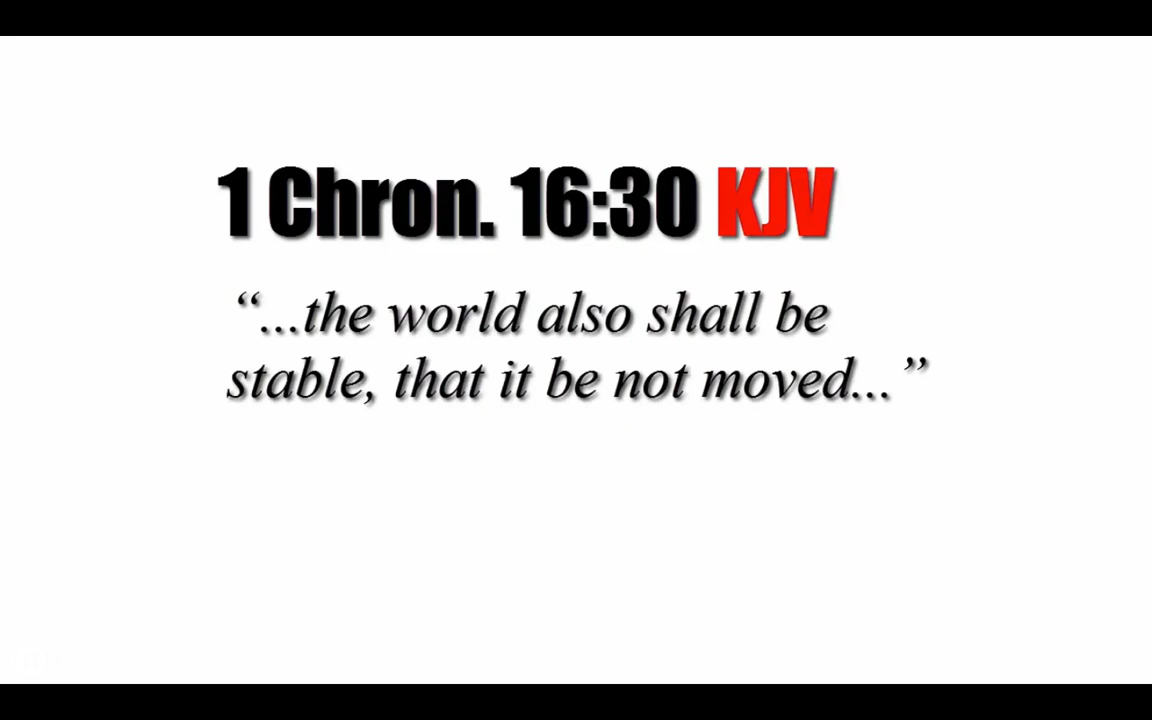 1 Chron. 16:30 KJV
“...the world also shall be
stable, that it be not moved...”